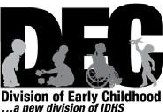 DEC
Division of Early Childhood
...a new division of IDHS